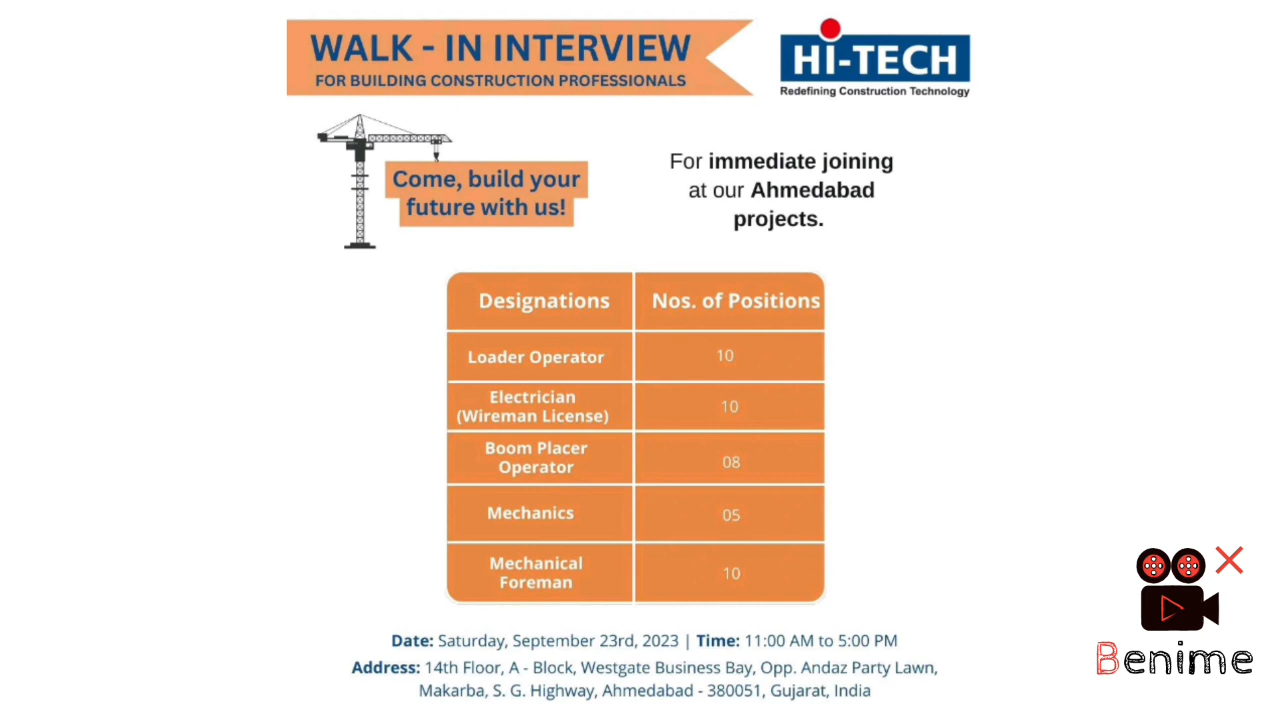 WALK - IN INTERVIEW
FOR BUILDING CONSTRUCTION PROFESSIONALS
HI-TECH
Redefining Construction Technology
Come, build your
future with us!
For immediate joining
at our Ahmedabad
projects.
Designations Nos. of Positions
Loader Operator 10
Electrician
(Wireman License) 10
Boom Placer
Operator 08
Mechanics 05
Mechanical
Foreman 10
Date: Saturday, September 23rd, 2023 | Time: 11:00 AM to 5:00 PM
Address: 14th Floor, A - Block, Westgate Business Bay, Opp. Andaz Party Lawn,
Makarba, S. G. Highway, Ahmedabad - 380051, Gujarat, India
Benime